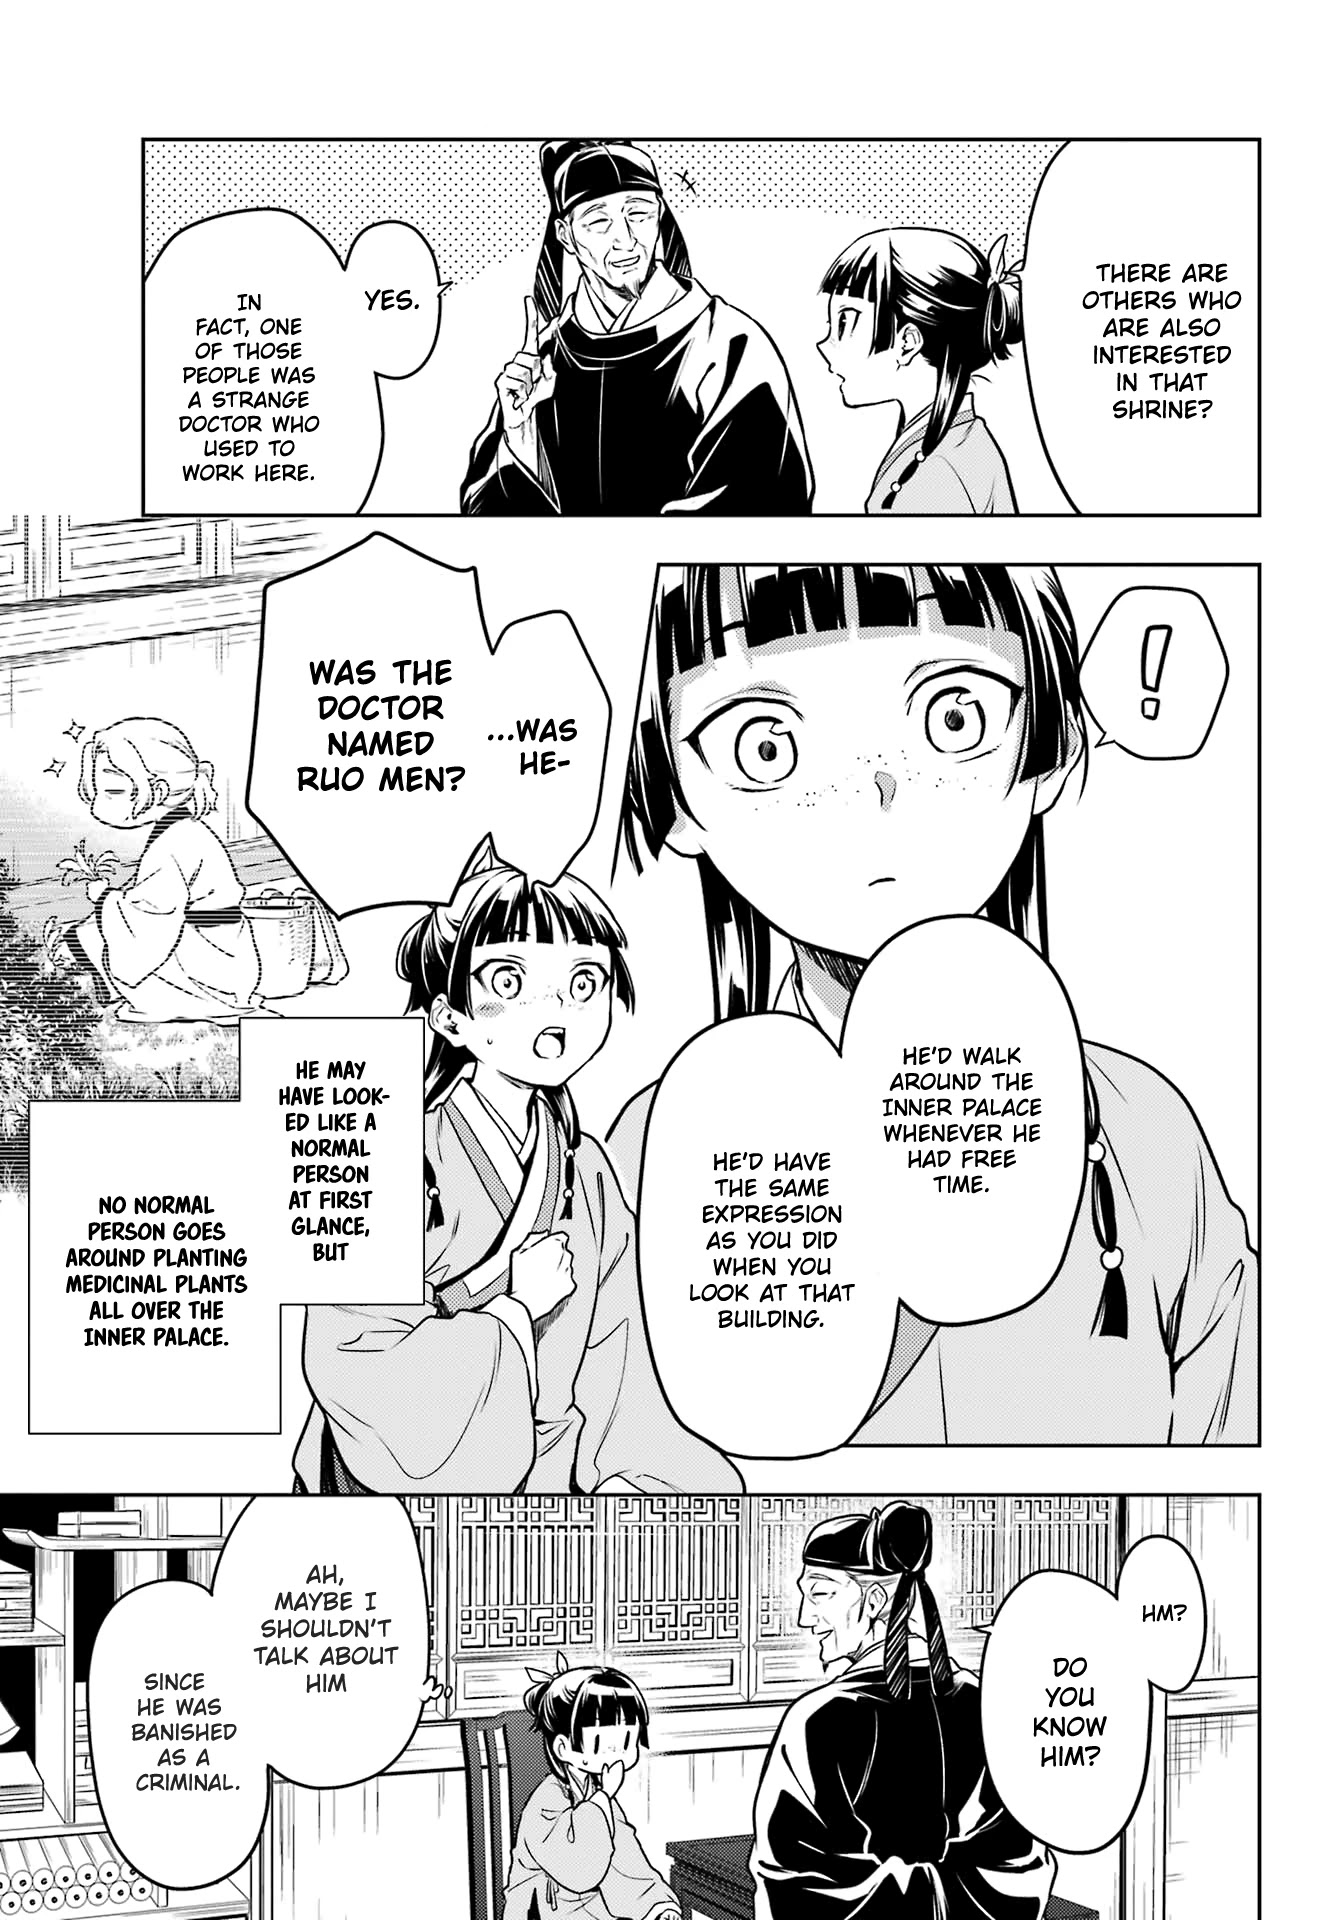 THERE ARE
OTHERS WHO
ARE ALSO
INTERESTED
IN THAT
SHRINE?
YES.
IN
FACT, ONE
OF THOSE
PEOPLE WAS
A STRANGE
DOCTOR WHO
USED TO
WORK HERE.
!
HE'D WALK
AROUND THE
INNER PALACE
WHENEVER HE
HAD FREE
TIME.
HE'D HAVE
THE SAME
EXPRESSION
AS YOU DID
WHEN YOU
LOOK AT THAT
BUILDING.
...WAS
HE-
WAS THE
DOCTOR
NAMED
RUO MEN?
HE MAY
HAVE LOOK-
ED LIKE A
NORMAL
PERSON
AT FIRST
GLANCE,
BUT
NO NORMAL
PERSON GOES
AROUND PLANTING
MEDICINAL PLANTS
ALL OVER THE
INNER PALACE.
HM?
DO
YOU
KNOW
HIM?
AH,
MAYBE I
SHOULDN'T
TALK ABOUT
HIM
SINCE
HE WAS
BANISHED
AS A
CRIMINAL.